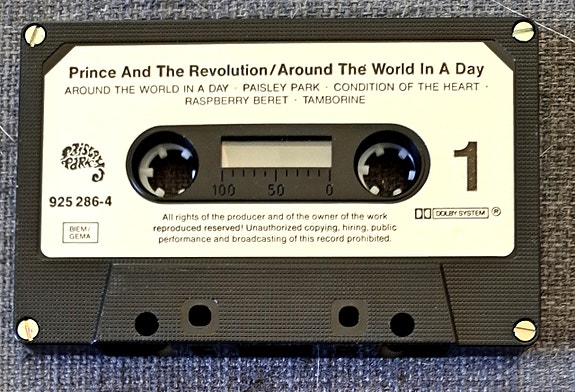 Prince And The Revolution/Around The World In A Day
AROUND THE WORLD IN A DAY · PAISLEY PARK · CONDITION OF THE HEART ·
RASPBERRY BERET · TAMBORINE
PAISLEY PARK
1
100 50 0
925 286-4
DOLBY SYSTEM ®
BIEM/
GEMA
All rights of the producer and of the owner of the work
reproduced reserved! Unauthorized copying, hiring, public
performance and broadcasting of this record prohibited.